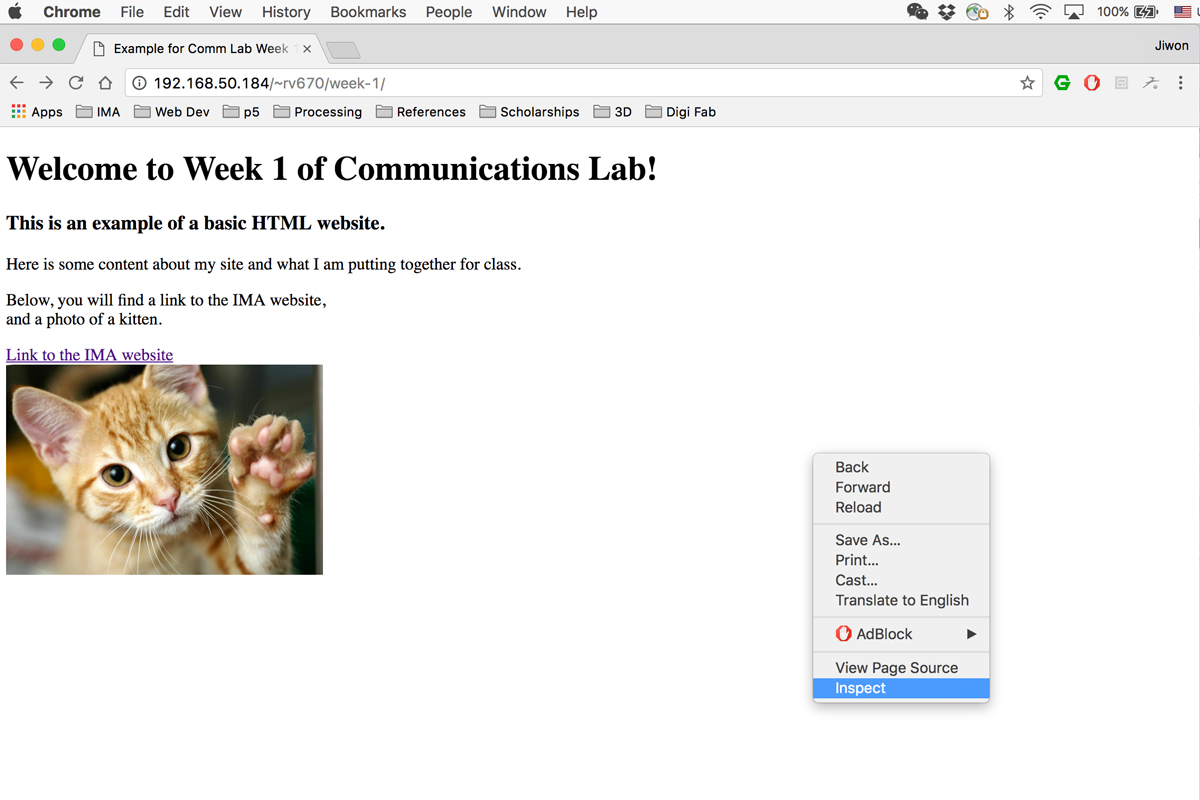 Chrome File Edit View History Bookmarks People Window Help 100%
Example for Comm Lab Week 1
Jiwon
192.168.50.184/~rv670/week-1/
Apps IMA Web Dev p5 Processing References Scholarships 3D Digi Fab
Welcome to Week 1 of Communications Lab!
This is an example of a basic HTML website.
Here is some content about my site and what I am putting together for class.
Below, you will find a link to the IMA website,
and a photo of a kitten.
Link to the IMA website
Back
Forward
Reload
Save As...
Print...
Cast...
Translate to English
AdBlock
View Page Source
Inspect